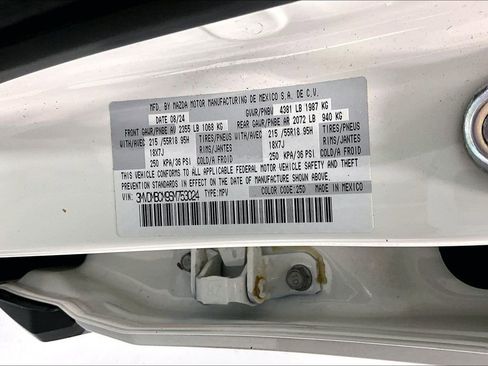 MFD. BY MAZDA MOTOR MANUFACTURING DE MEXICO S.A. DE C.V.
DATE 08/24 GVWR/PNBV 4381 LB 1987 KG
FRONT GAWR/PNBE AV 2355 LB 1068 KG REAR GAWR/PNBE AR 2072 LB 940 KG
WITH/AVEC 215 /55R18 95H TIRES/PNEUS WITH/AVEC 215 /55R18 95H TIRES/PNEUS
18X7J 18X7J
250 KPA/36 PSI COLD/A FROID 250 KPA/36 PSI COLD/A FROID
THIS VEHICLE CONFORMS TO ALL APPLICABLE FEDERAL MOTOR VEHICLE SAFETY AND THEFT
PREVENTION STANDARDS IN EFFECT ON THE DATE OF MANUFACTURE SHOWN ABOVE.
VIN: TYPE: MPV COLOR CODE: 25D MADE IN MEXICO